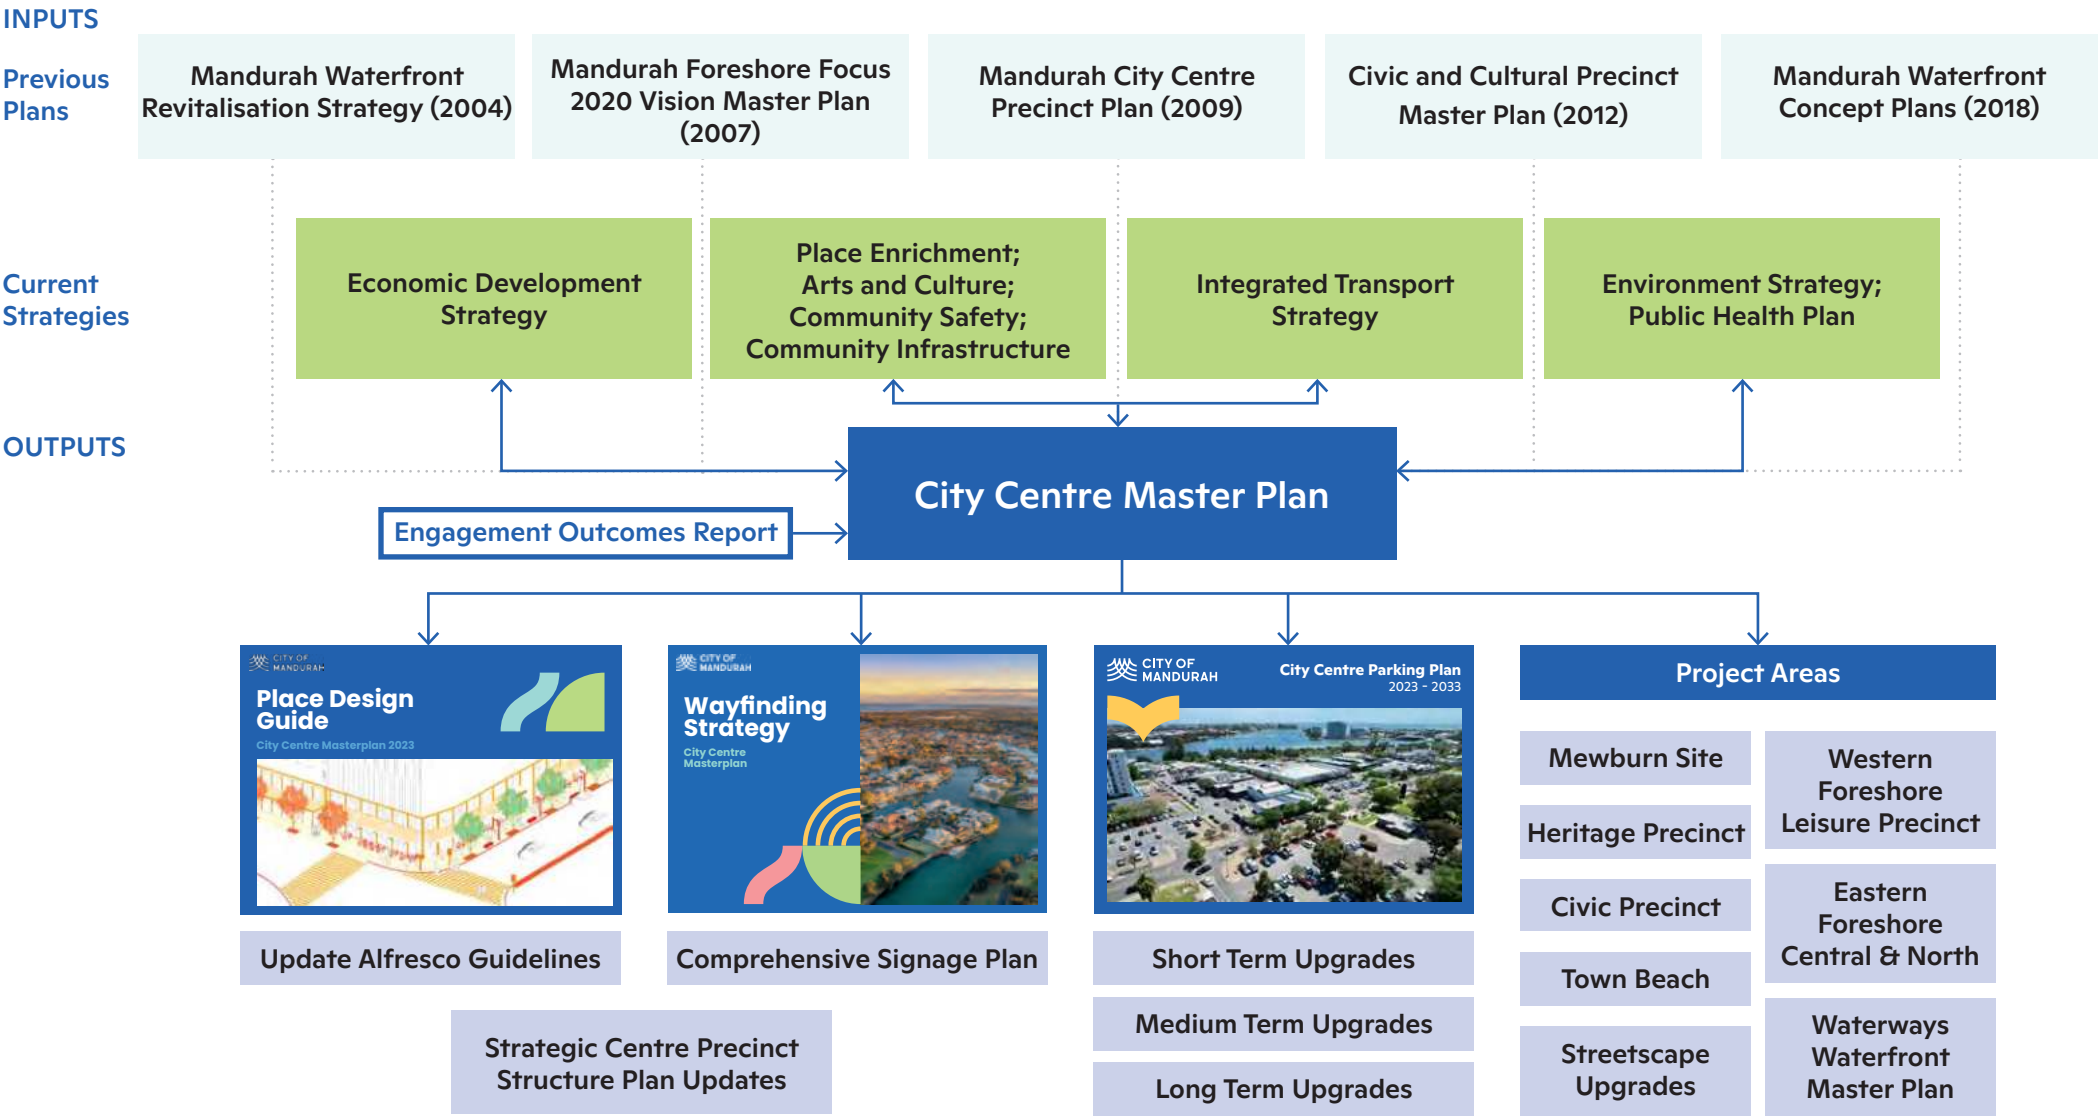 INPUTS
Previous
Plans
Mandurah Waterfront
Revitalisation Strategy (2004)
Mandurah Foreshore Focus
2020 Vision Master Plan
(2007)
Mandurah City Centre
Precinct Plan (2009)
Civic and Cultural Precinct
Master Plan (2012)
Mandurah Waterfront
Concept Plans (2018)
Current
Strategies
Economic Development
Strategy
Place Enrichment;
Arts and Culture;
Community Safety;
Community Infrastructure
Integrated Transport
Strategy
Environment Strategy;
Public Health Plan
OUTPUTS
City Centre Master Plan
Engagement Outcomes Report
CITY OF
MANDURAH
Place Design
Guide
City Centre Masterplan 2023
Update Alfresco Guidelines
CITY OF
MANDURAH
Wayfinding
Strategy
City Centre
Masterplan
Comprehensive Signage Plan
Strategic Centre Precinct
Structure Plan Updates
CITY OF
MANDURAH
City Centre Parking Plan
2023 - 2033
Short Term Upgrades
Medium Term Upgrades
Long Term Upgrades
Project Areas
Mewburn Site
Heritage Precinct
Civic Precinct
Town Beach
Streetscape
Upgrades
Western
Foreshore
Leisure Precinct
Eastern
Foreshore
Central & North
Waterways
Waterfront
Master Plan